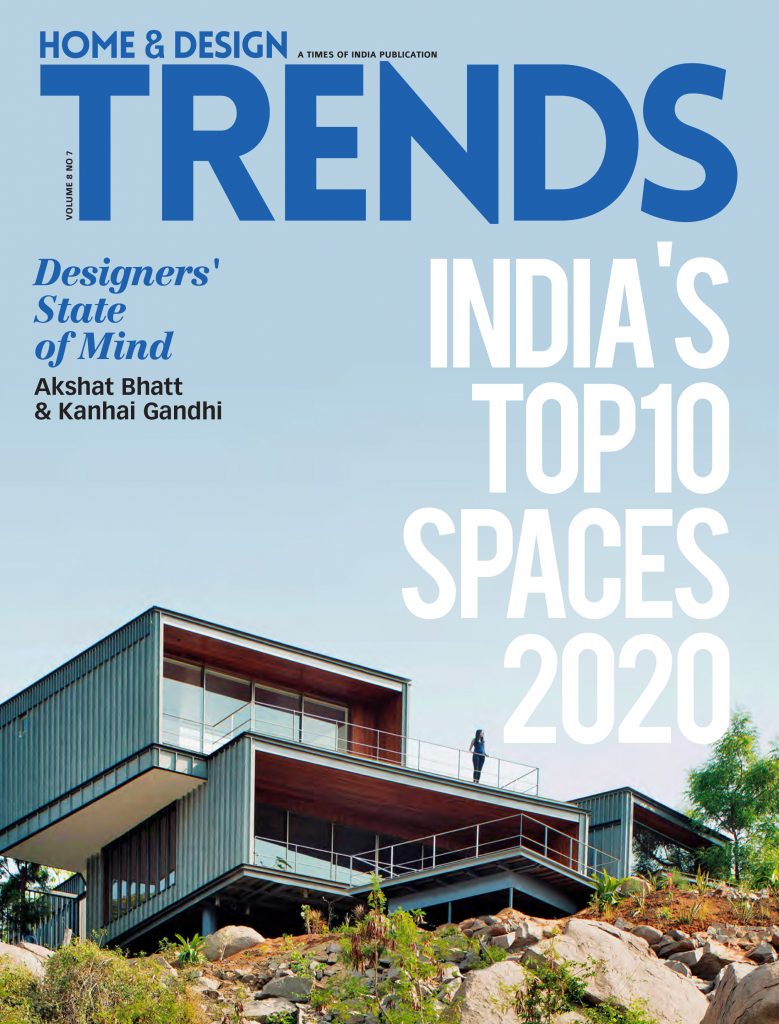 HOME & DESIGN
A TIMES OF INDIA PUBLICATION
TRENDS
VOLUME 8 NO 7
Designers'
State
of Mind
Akshat Bhatt
& Kanhai Gandhi
INDIA'S
TOP10
SPACES
2020